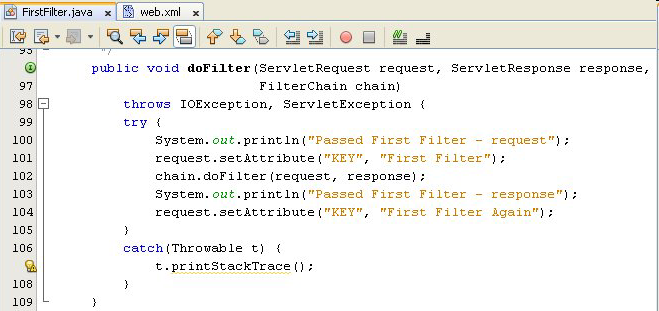 FirstFilter.java x web.xml x
95 */
public void doFilter(ServletRequest request, ServletResponse response,
97 FilterChain chain)
98 throws IOException, ServletException {
99 try {
100 System.out.println("Passed First Filter - request");
101 request.setAttribute("KEY", "First Filter");
102 chain.doFilter(request, response);
103 System.out.println("Passed First Filter - response");
104 request.setAttribute("KEY", "First Filter Again");
105 }
106 catch(Throwable t) {
t.printStackTrace();
108 }
109 }